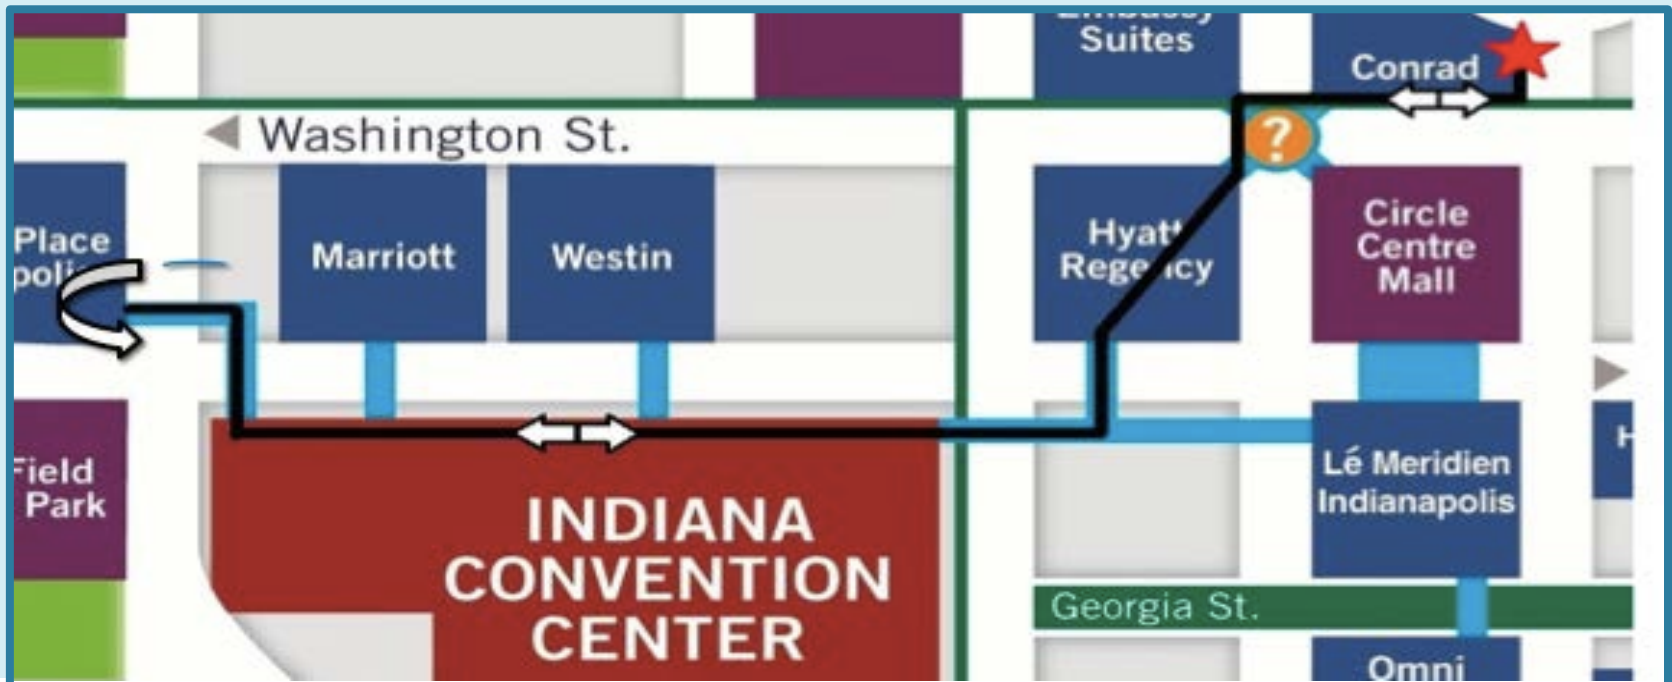 Embassy
Suites
Conrad
?
Washington St.
Place
Marriott
Westin
Hyatt
Regency
Circle
Centre
Mall
Field
Park
INDIANA
CONVENTION
CENTER
Lé Meridien
Indianapolis
H
Georgia St.
Omni